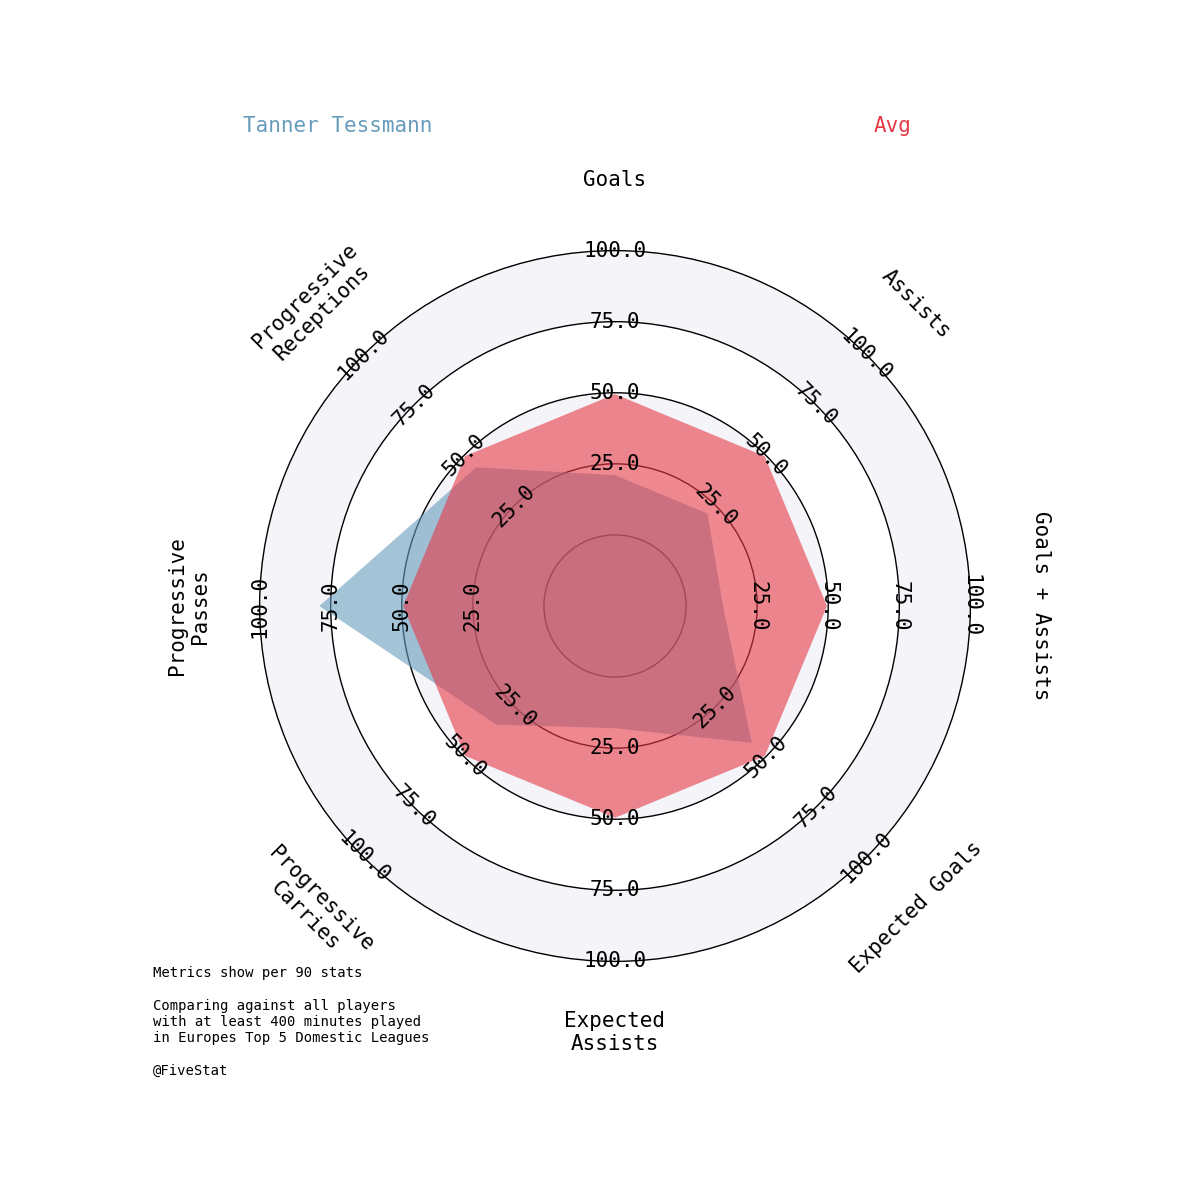 Tanner Tessmann
Avg
Goals
Assists
Goals + Assists
Expected Goals
Expected
Assists
Progressive
Carries
Progressive
Passes
Progressive
Receptions
25.0
50.0
75.0
100.0
25.0
50.0
75.0
100.0
25.0
50.0
75.0
100.0
25.0
50.0
75.0
100.0
25.0
50.0
75.0
100.0
25.0
50.0
75.0
100.0
25.0
50.0
75.0
100.0
25.0
50.0
75.0
100.0
Metrics show per 90 stats
Comparing against all players
with at least 400 minutes played
in Europes Top 5 Domestic Leagues
@FiveStat